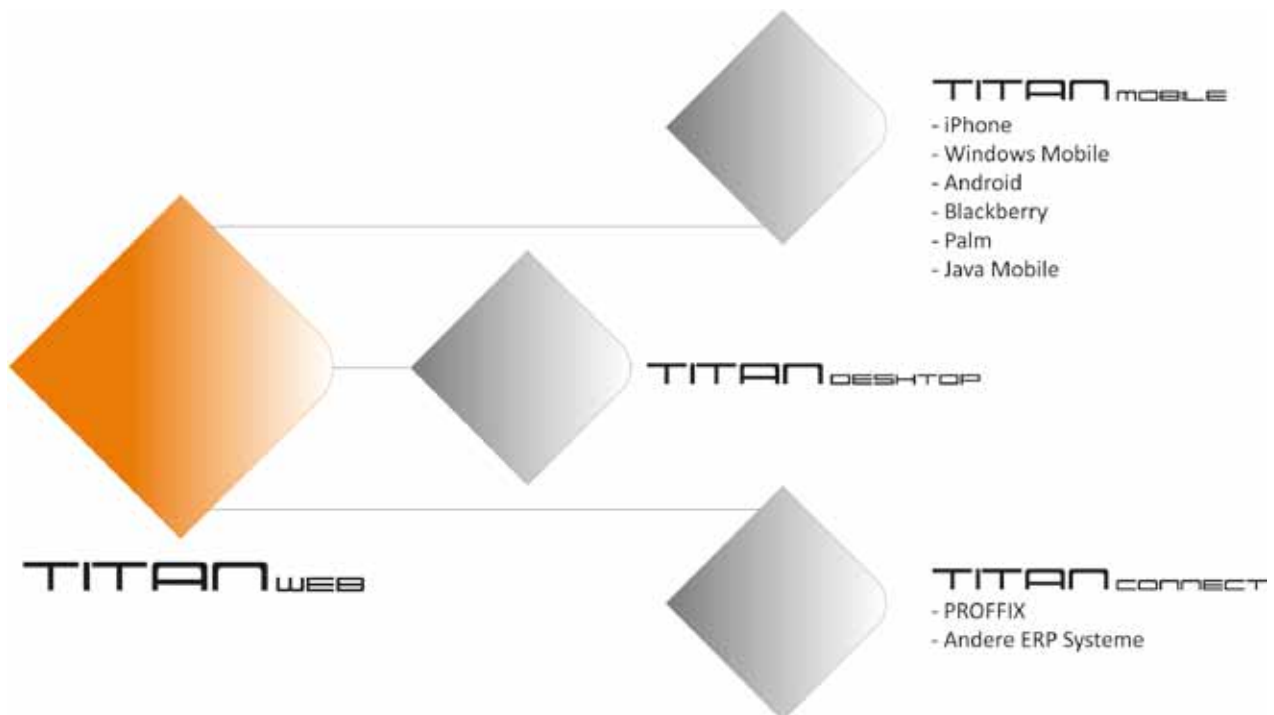 TITAN MOBILE
- iPhone
- Windows Mobile
- Android
- Blackberry
- Palm
- Java Mobile
TITAN DESKTOP
TITAN WEB
TITAN CONNECT
- PROFFIX
- Andere ERP Systeme